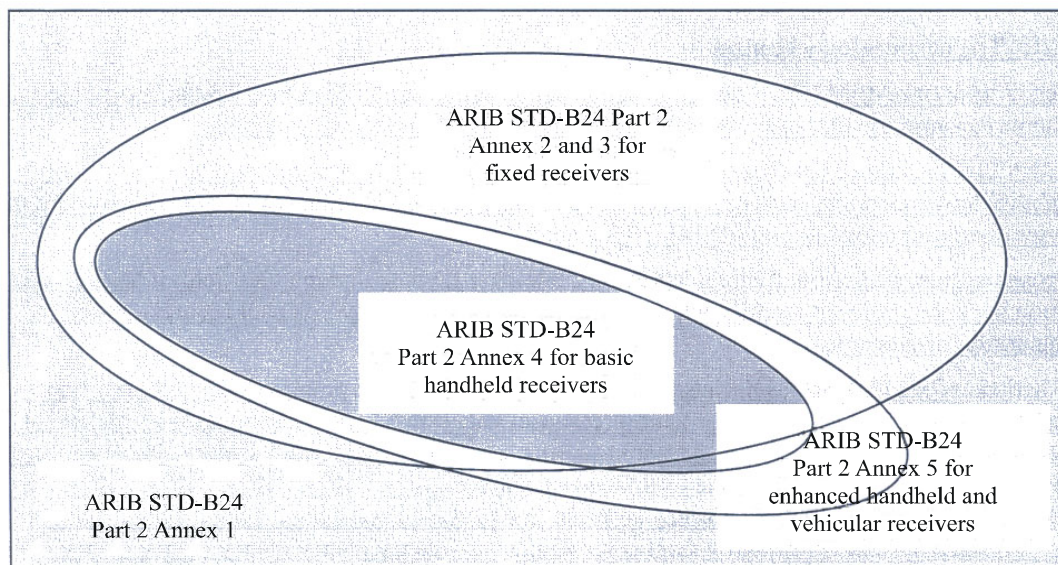 ARIB STD-B24 Part 2
Annex 2 and 3 for
fixed receivers
ARIB STD-B24
Part 2 Annex 4 for basic
handheld receivers
ARIB STD-B24
Part 2 Annex 5 for
enhanced handheld and
vehicular receivers
ARIB STD-B24
Part 2 Annex 1